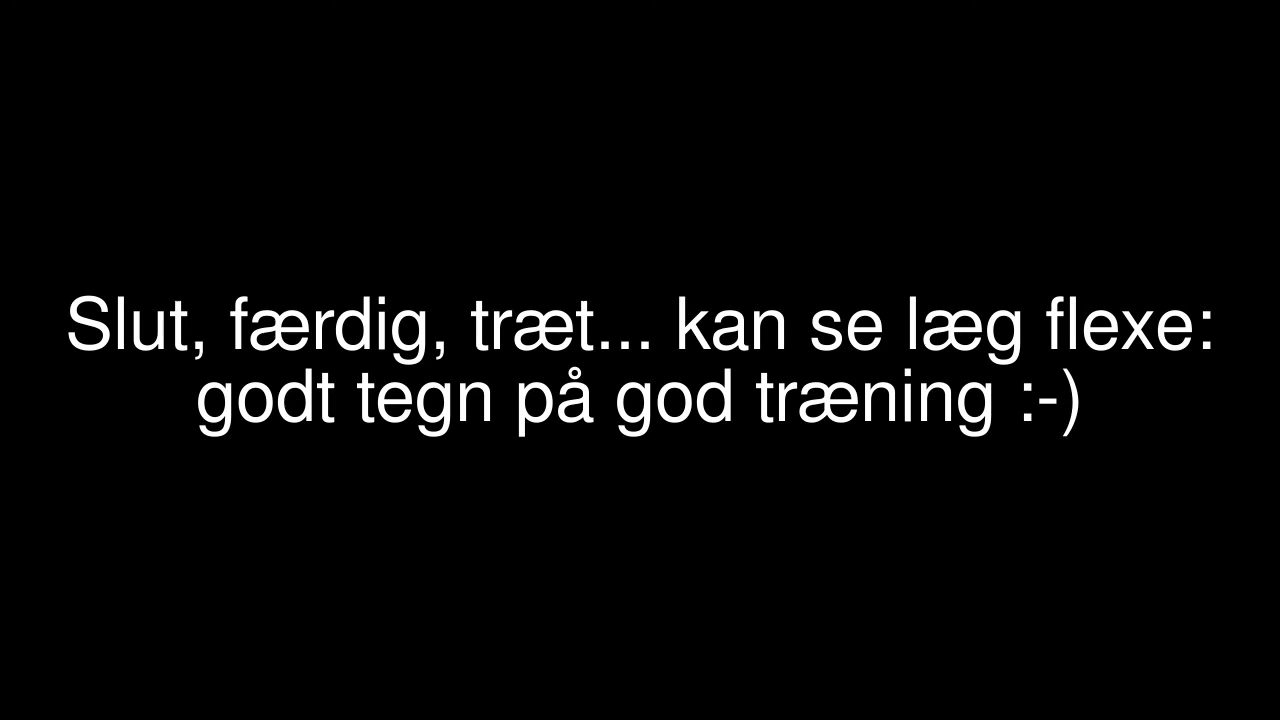 Slut, færdig, træt... kan se læg flexe:
godt tegn på god træning :-)